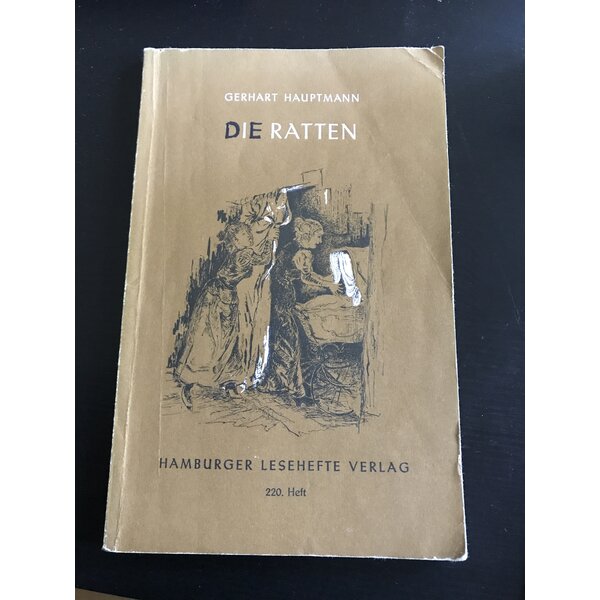 GERHART HAUPTMANN
DIE RATTEN
HAMBURGER LESEHEFTE VERLAG
220. Heft